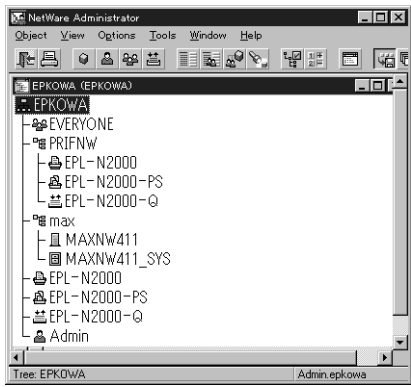 NetWare Administrator
Object View Options Tools Window Help
EPKOWA (EPKOWA)
EPKOWA
EVERYONE
PRIFNW
EPL-N2000
EPL-N2000-PS
EPL-N2000-Q
max
MAXNW411
MAXNW411_SYS
EPL-N2000
EPL-N2000-PS
EPL-N2000-Q
Admin
Tree: EPKOWA Admin.epkowa